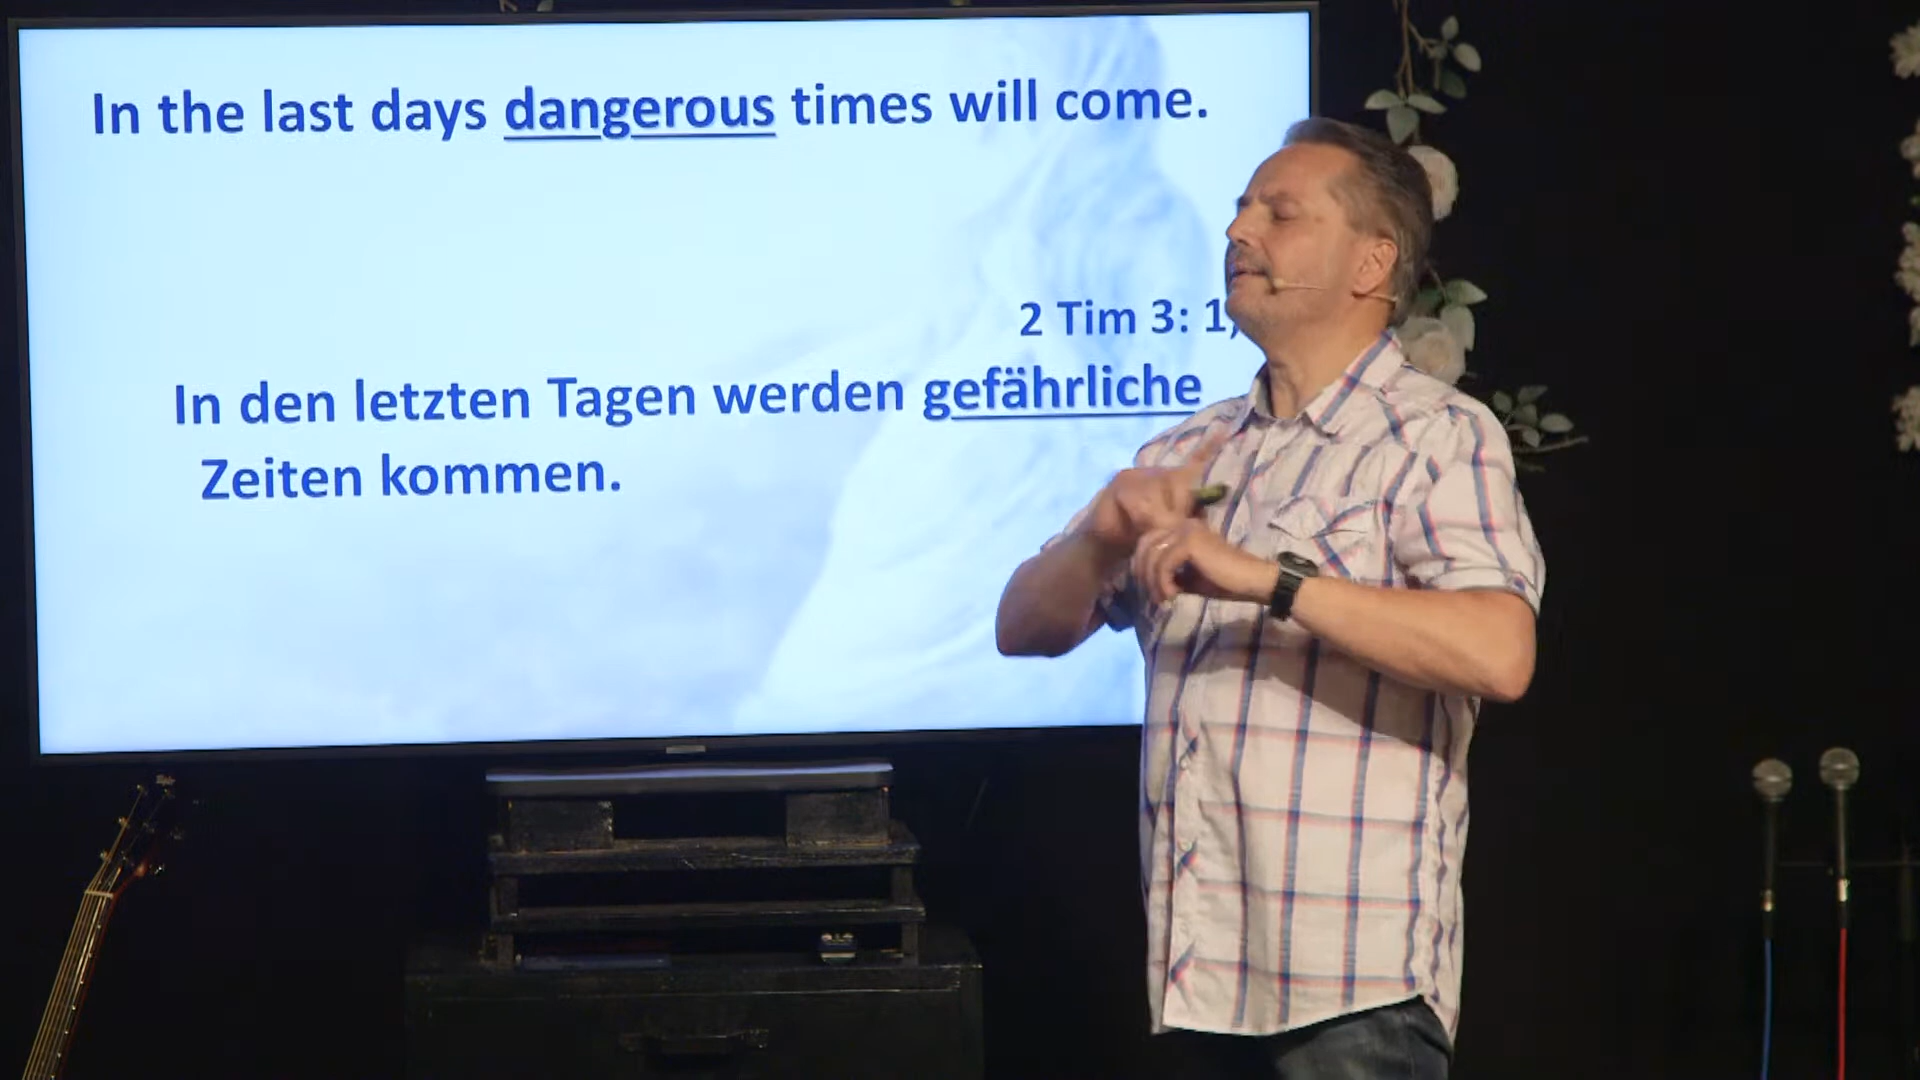 In the last days dangerous times will come.
2 Tim 3: 1,
In den letzten Tagen werden gefährliche
Zeiten kommen.